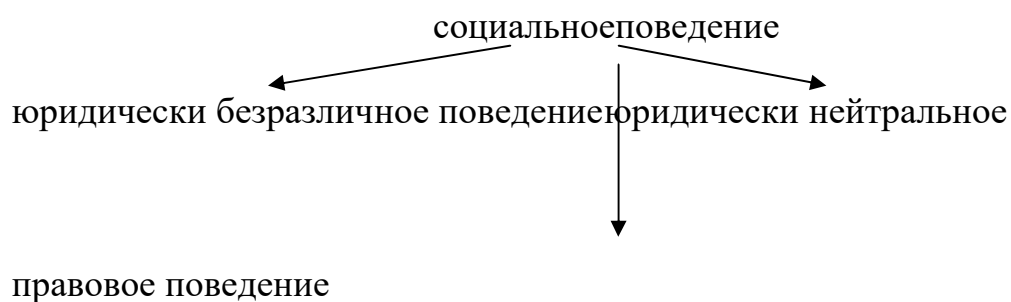 социальноеповедение
юридически безразличное поведениеюридически нейтральное
правовое поведение